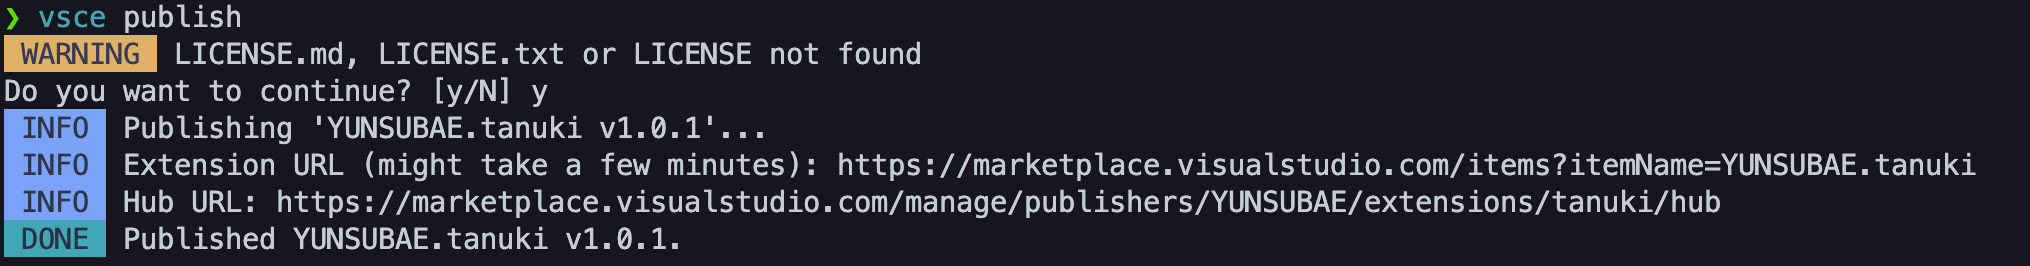 ❯ vsce publish
WARNING LICENSE.md, LICENSE.txt or LICENSE not found
Do you want to continue? [y/N] y
INFO Publishing 'YUNSUBAE.tanuki v1.0.1'...
INFO Extension URL (might take a few minutes): https://marketplace.visualstudio.com/items?itemName=YUNSUBAE.tanuki
INFO Hub URL: https://marketplace.visualstudio.com/manage/publishers/YUNSUBAE/extensions/tanuki/hub
DONE Published YUNSUBAE.tanuki v1.0.1.